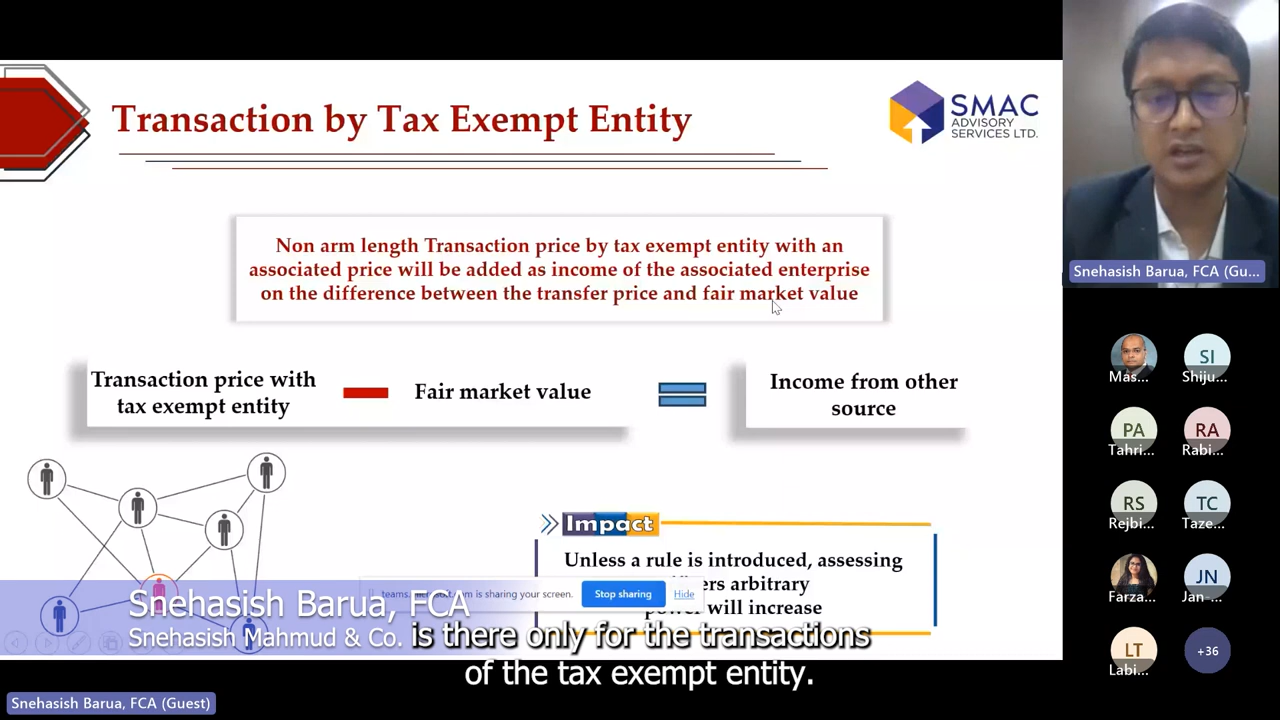 Transaction by Tax Exempt Entity
SMAC
ADVISORY
SERVICES LTD.
Non arm length Transaction price by tax exempt entity with an
associated price will be added as income of the associated enterprise
on the difference between the transfer price and fair market value
Transaction price with
tax exempt entity
Fair market value
Income from other
source
Impact
Unless a rule is introduced, assessing
arbitrary
will increase
is sharing your screen.
Stop sharing
Hide
Snehasish Barua, FCA
Snehasish Mahmud & Co.
is there only for the transactions
of the tax exempt entity.
Snehasish Barua, FCA (Guest)
Snehasish Barua, FCA (Gu...
Mas...
SI
Shiju...
PA
Tahri...
RA
Rabi...
RS
Rejbi...
TC
Taze...
Farza...
JN
Jan-...
LT
Labi...
+36